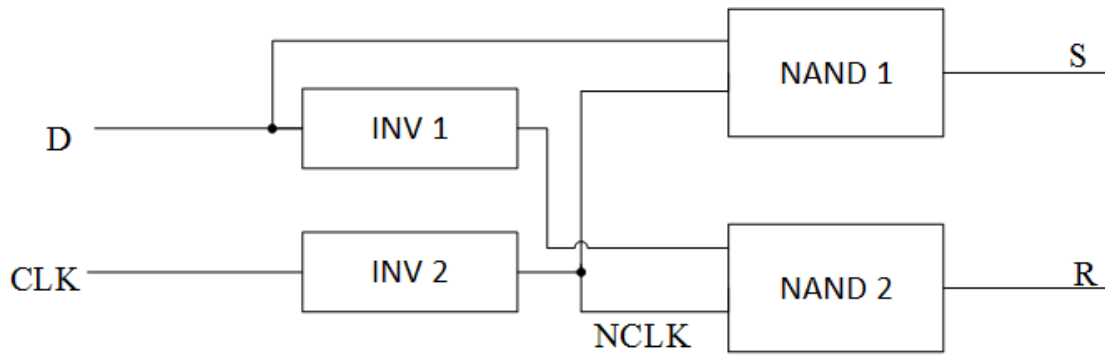 NAND 1
S
D
INV 1
CLK
INV 2
NCLK
NAND 2
R